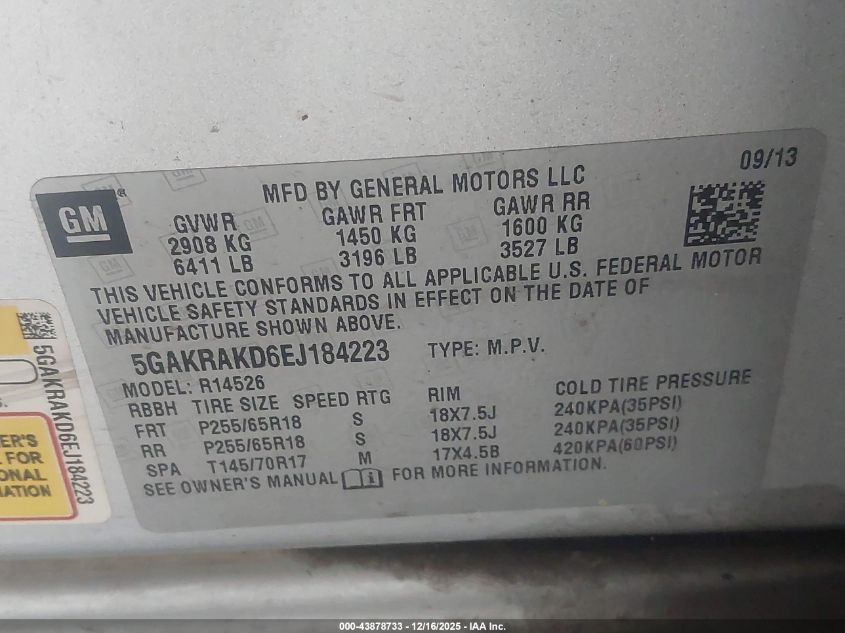 09/13
GM®
MFD BY GENERAL MOTORS LLC
GVWR GAWR FRT GAWR RR
2908 KG 1450 KG 1600 KG
6411 LB 3196 LB 3527 LB
THIS VEHICLE CONFORMS TO ALL APPLICABLE U.S. FEDERAL MOTOR
VEHICLE SAFETY STANDARDS IN EFFECT ON THE DATE OF
MANUFACTURE SHOWN ABOVE.
5GAKRAKD6EJ184223 TYPE: M.P.V.
MODEL: R14526
RBBH TIRE SIZE SPEED RTG RIM COLD TIRE PRESSURE
FRT P255/65R18 S 18X7.5J 240KPA(35PSI)
RR P255/65R18 S 18X7.5J 240KPA(35PSI)
SPA T145/70R17 M 17X4.5B 420KPA(60PSI)
SEE OWNER'S MANUAL FOR MORE INFORMATION.
5GAKRAKD6EJ184223
S.
ER'S
L FOR
ONAL
MATION
000-43878733 - 12/16/2025 - IAA Inc.